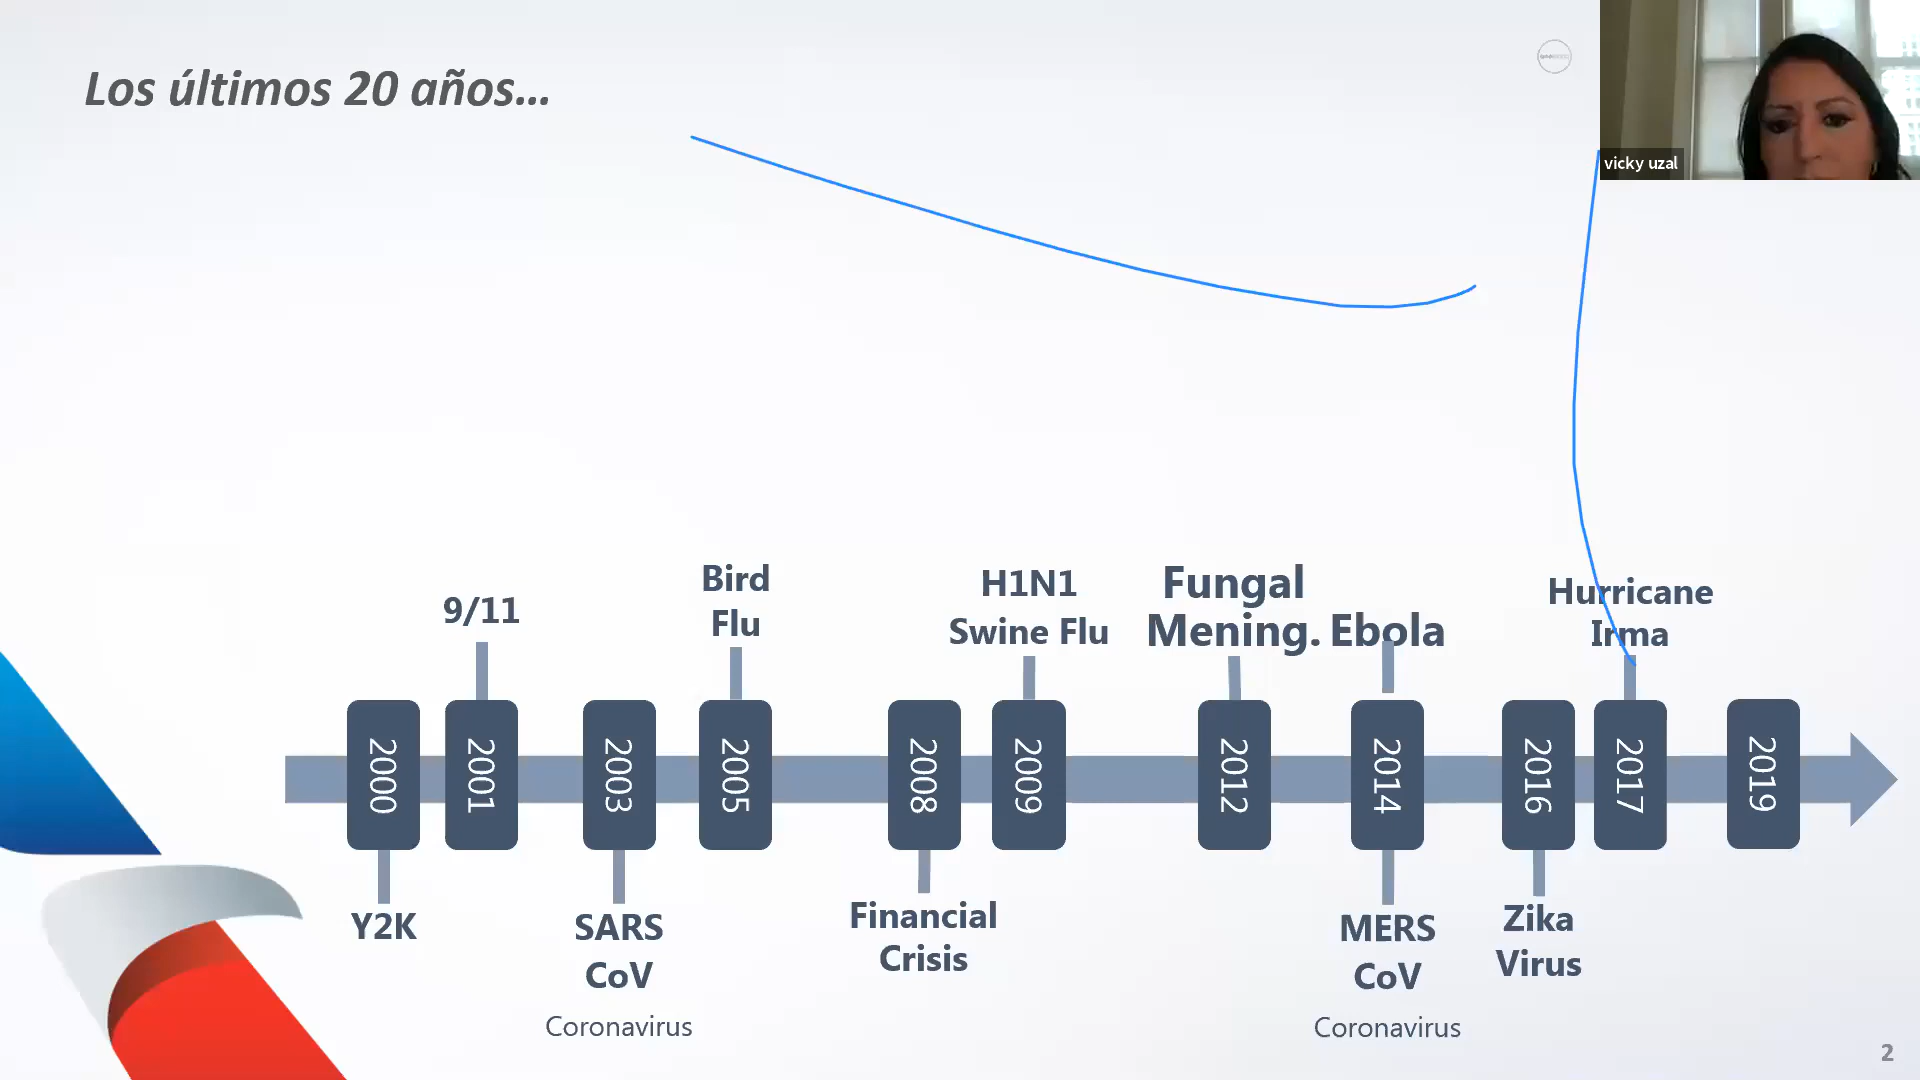 Los últimos 20 años...
vicky uzal
9/11
Bird
Flu
H1N1
Swine Flu
Fungal
Mening.
Ebola
Hurricane
Irma
2000
2001
2003
2005
2008
2009
2012
2014
2016
2017
2019
Y2K
SARS
CoV
Coronavirus
Financial
Crisis
MERS
CoV
Coronavirus
Zika
Virus
2